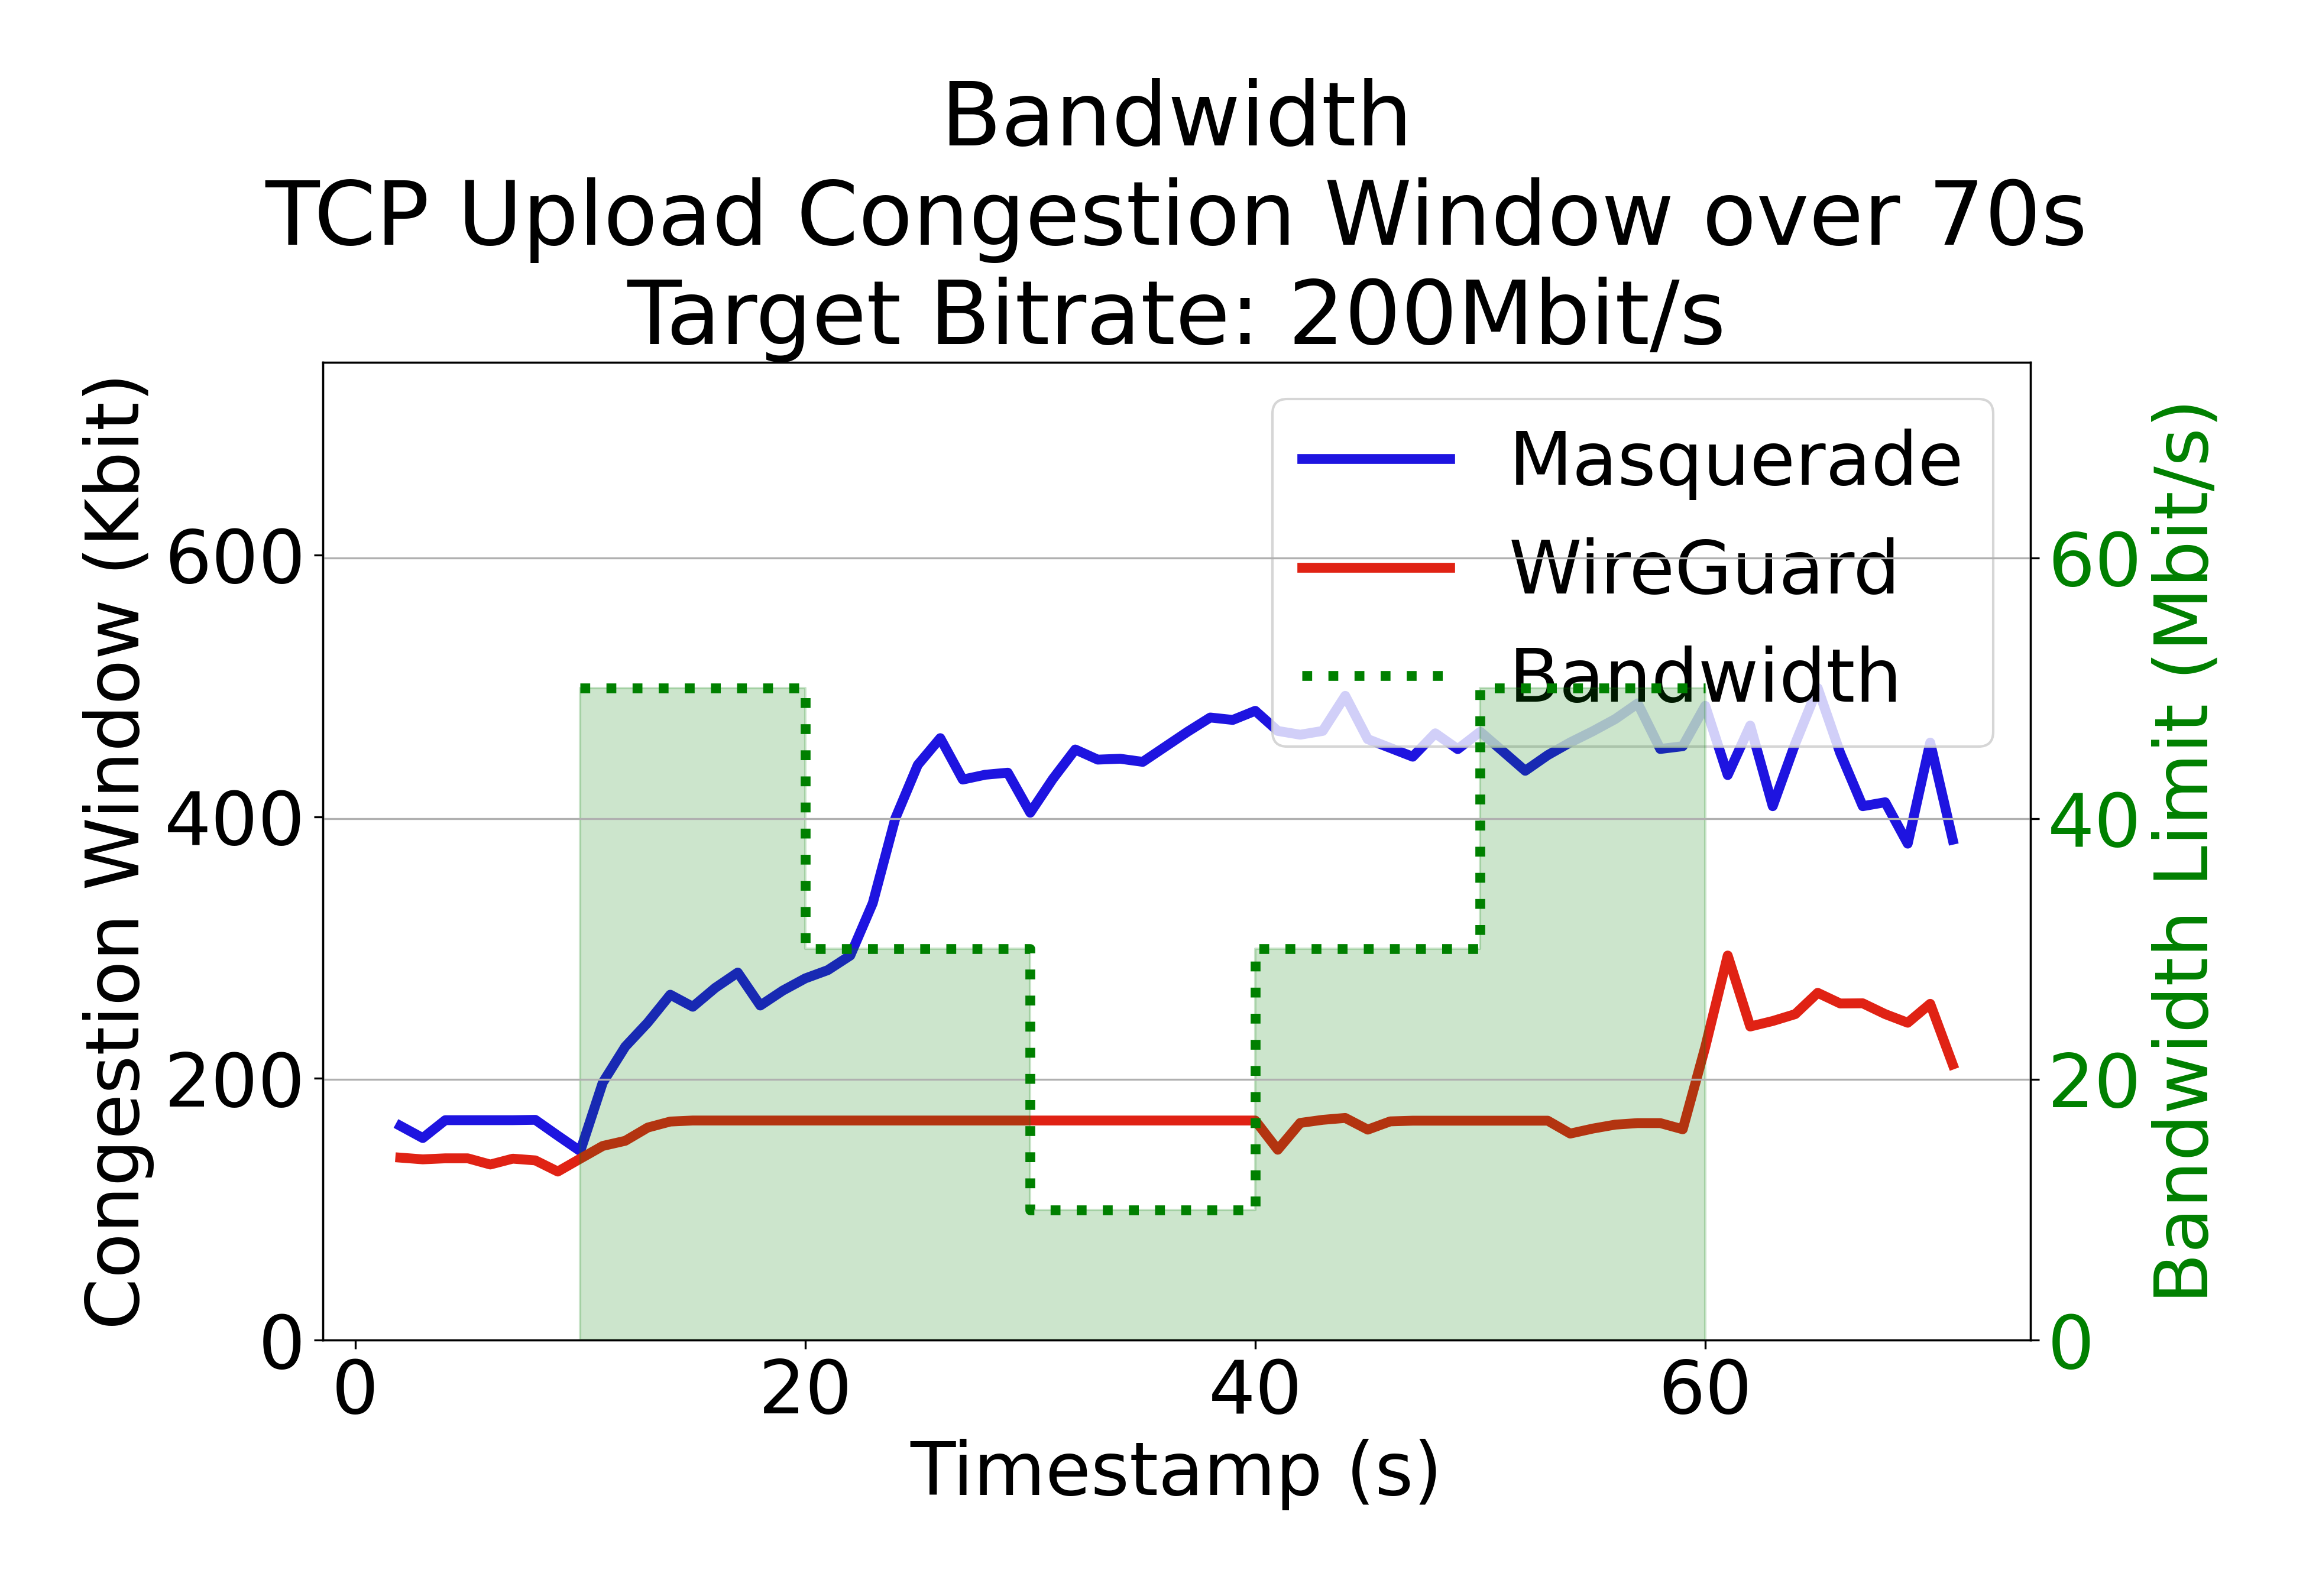 Bandwidth
TCP Upload Congestion Window over 70s
Target Bitrate: 200Mbit/s
Congestion Window (Kbit)
600
400
200
0
Masquerade
WireGuard
Bandwidth
60
40
20
0
Bandwidth Limit (Mbit/s)
0 20 40 60
Timestamp (s)